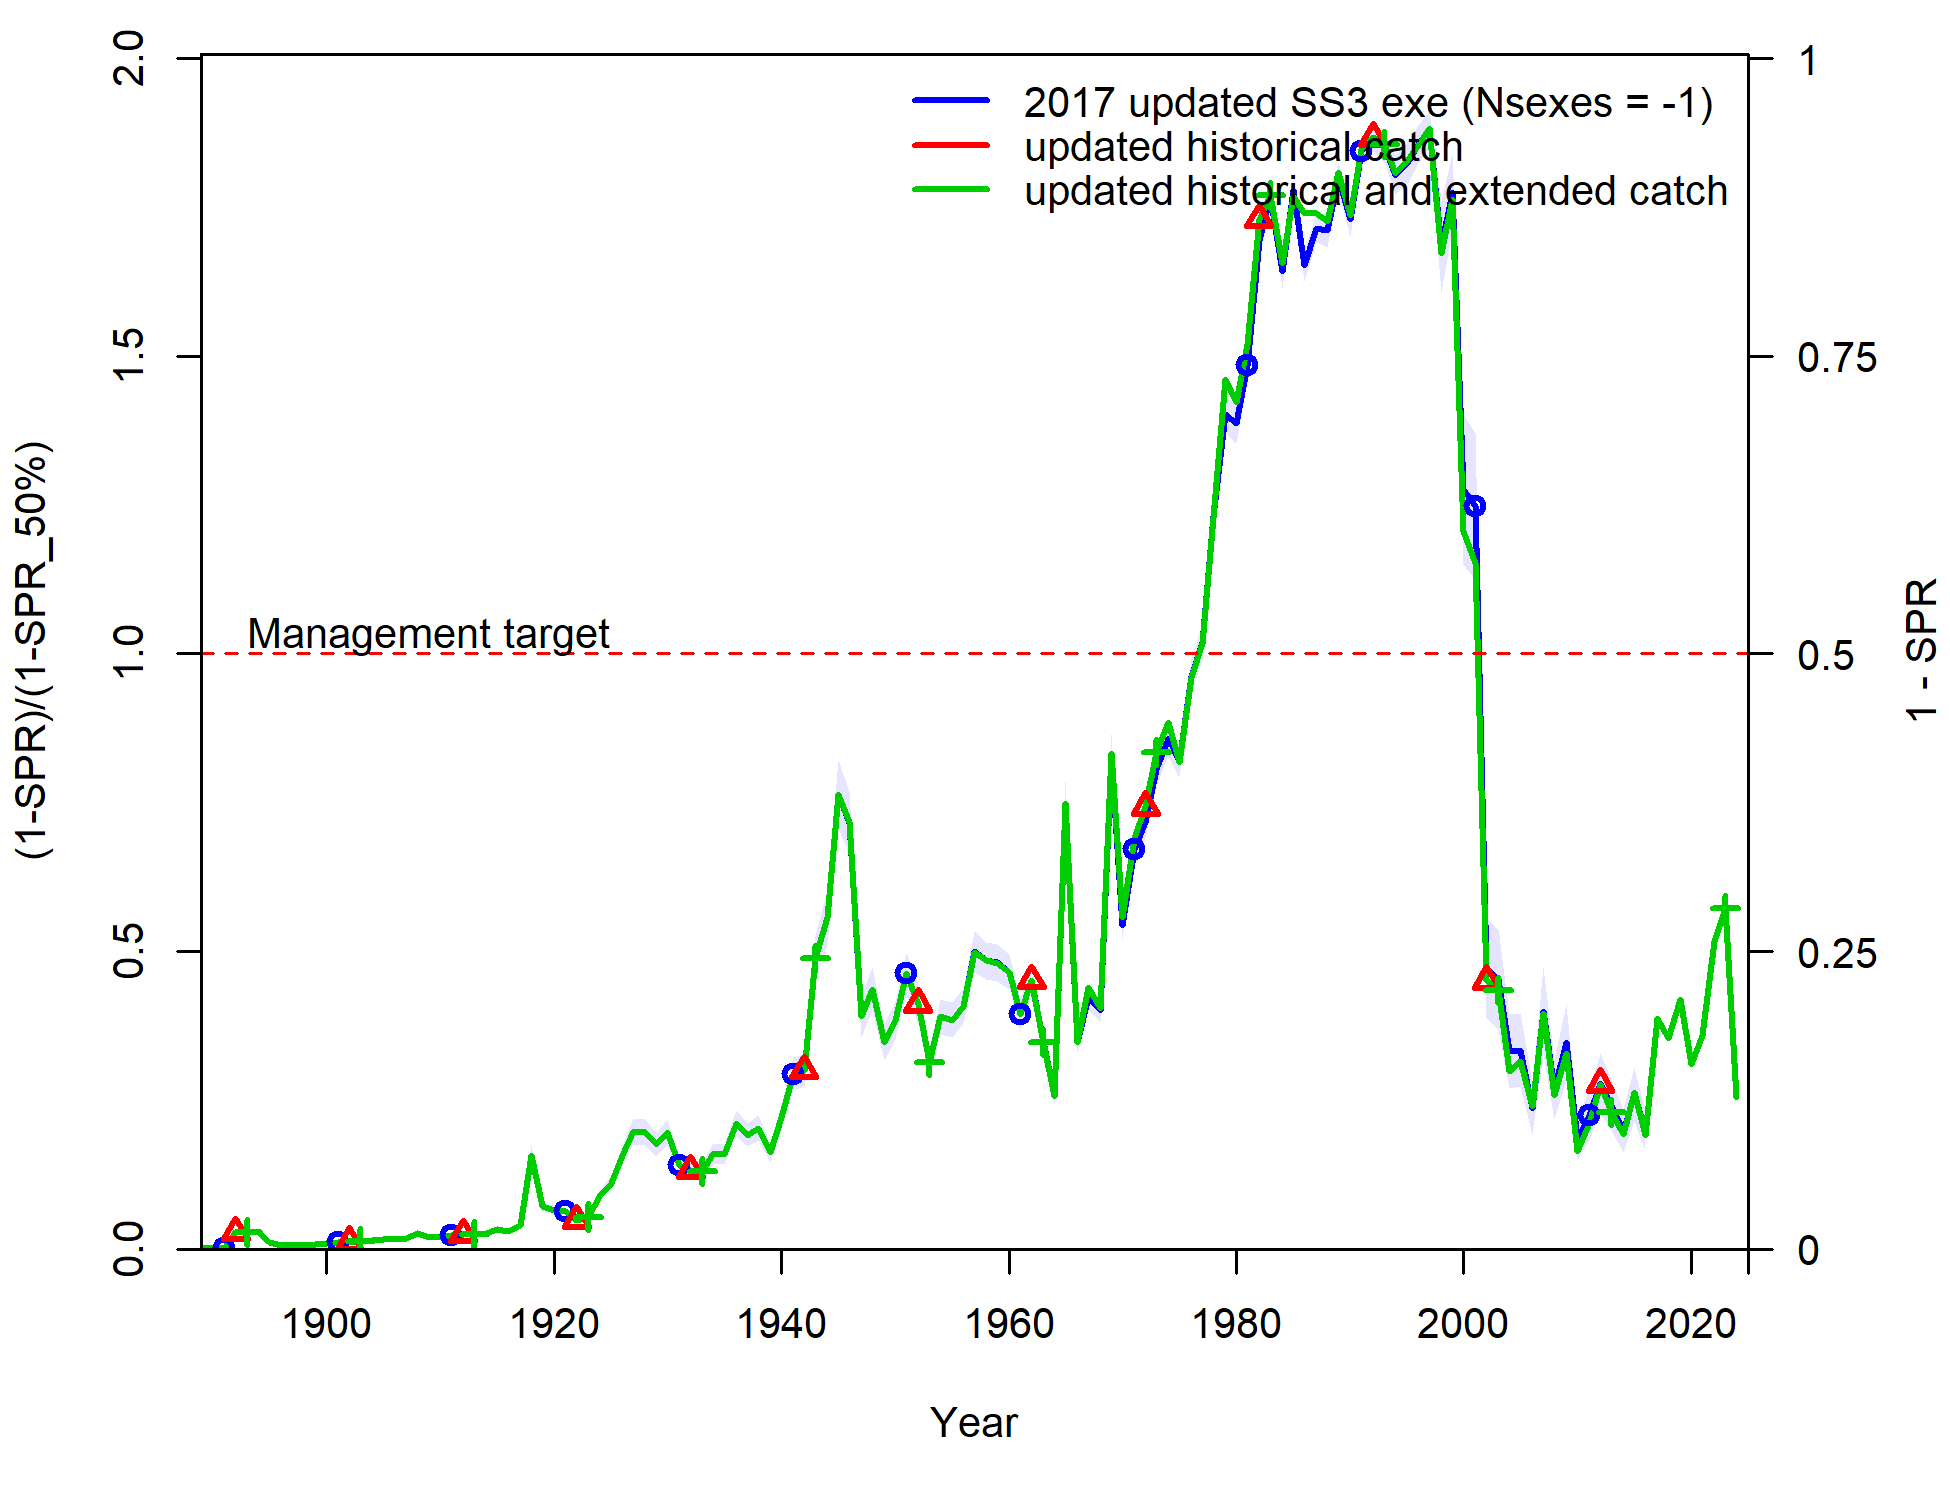 2017 updated SS3 exe (Nsexes = -1)
updated historical catch
updated historical and extended catch
Management target
(1-SPR)/(1-SPR_50%)
0.0
0.5
1.0
1.5
2.0
1 - SPR
1
0.75
0.5
0.25
0
1900 1920 1940 1960 1980 2000 2020
Year